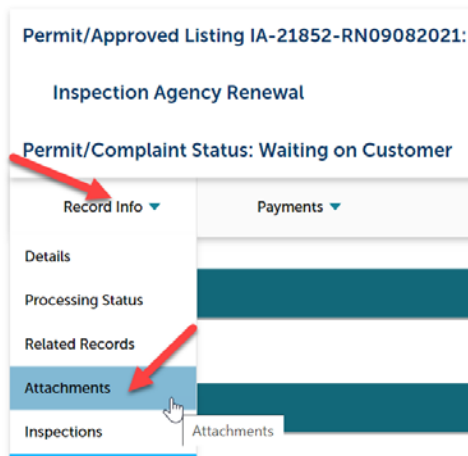 Permit/Approved Listing IA-21852-RN09082021:
Inspection Agency Renewal
Permit/Complaint Status: Waiting on Customer
Record Info Payments
Details
Processing Status
Related Records
Attachments
Inspections Attachments